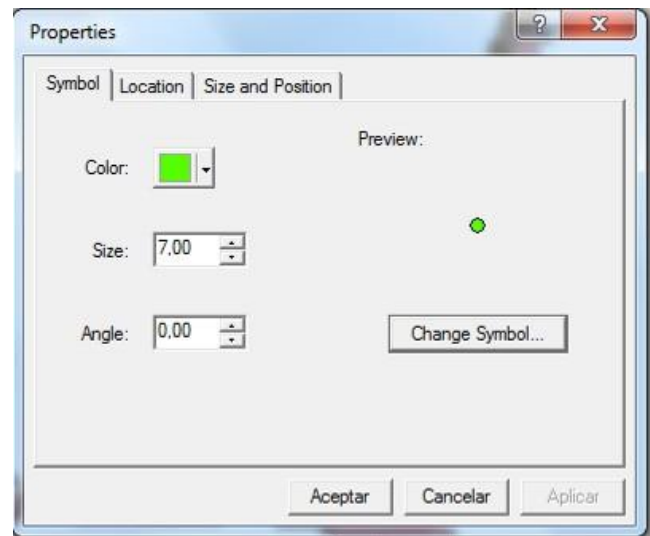 Properties
Symbol Location Size and Position
Preview:
Color:
Size: 7,00
Angle: 0,00
Change Symbol...
Aceptar Cancelar Aplicar